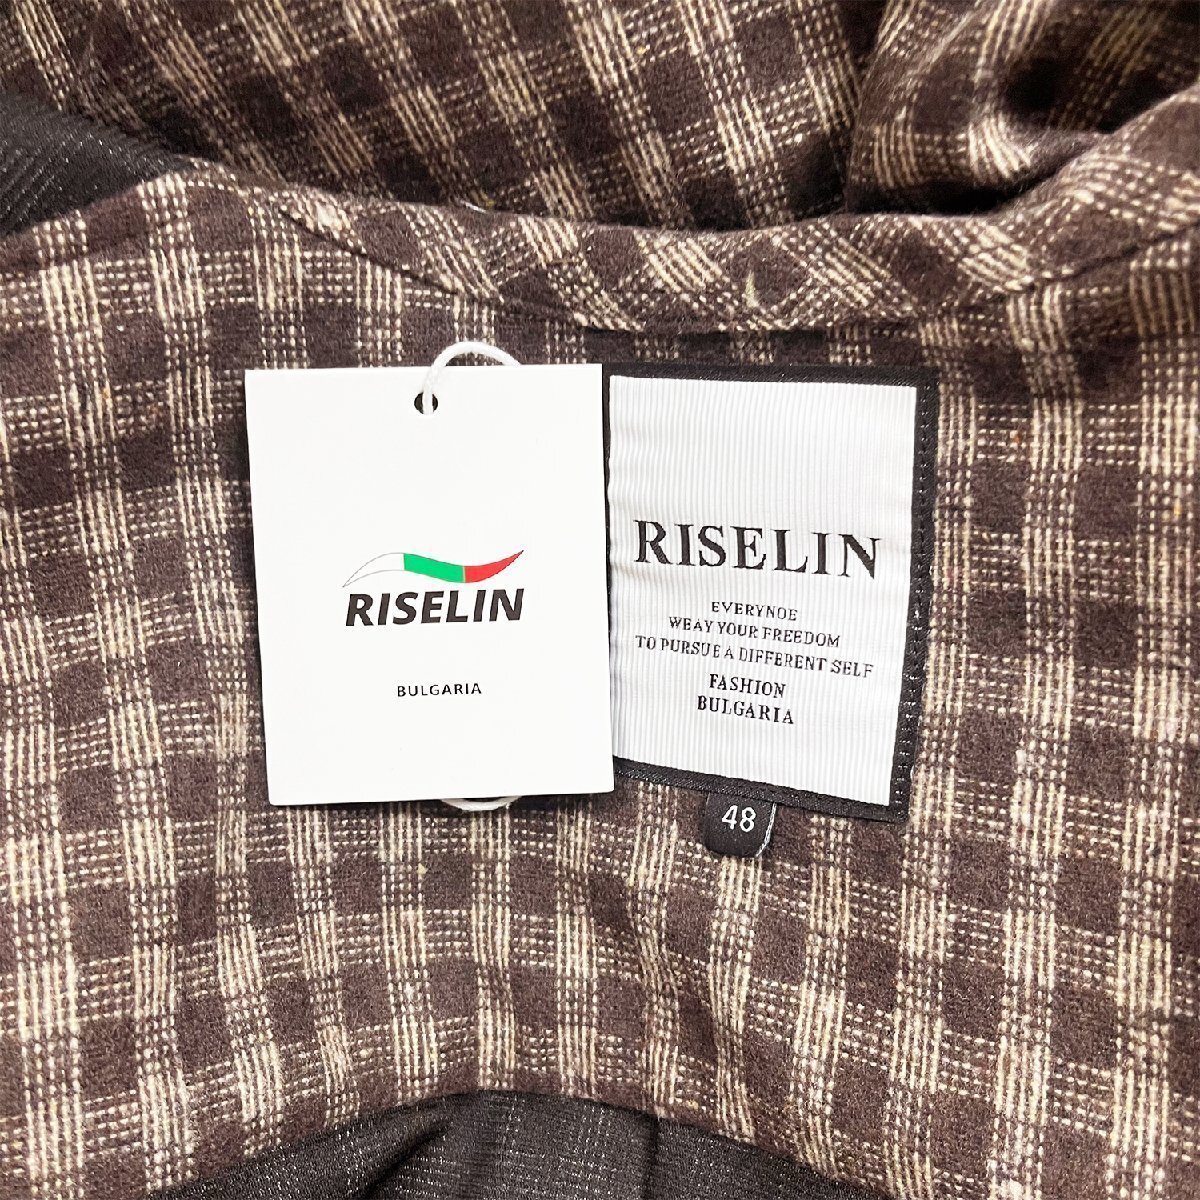 RISELIN
BULGARIA
RISELIN
EVERYNOE
WEAY YOUR FREEDOM
TO PURSUE A DIFFERENT SELF
FASHION
BULGARIA
48